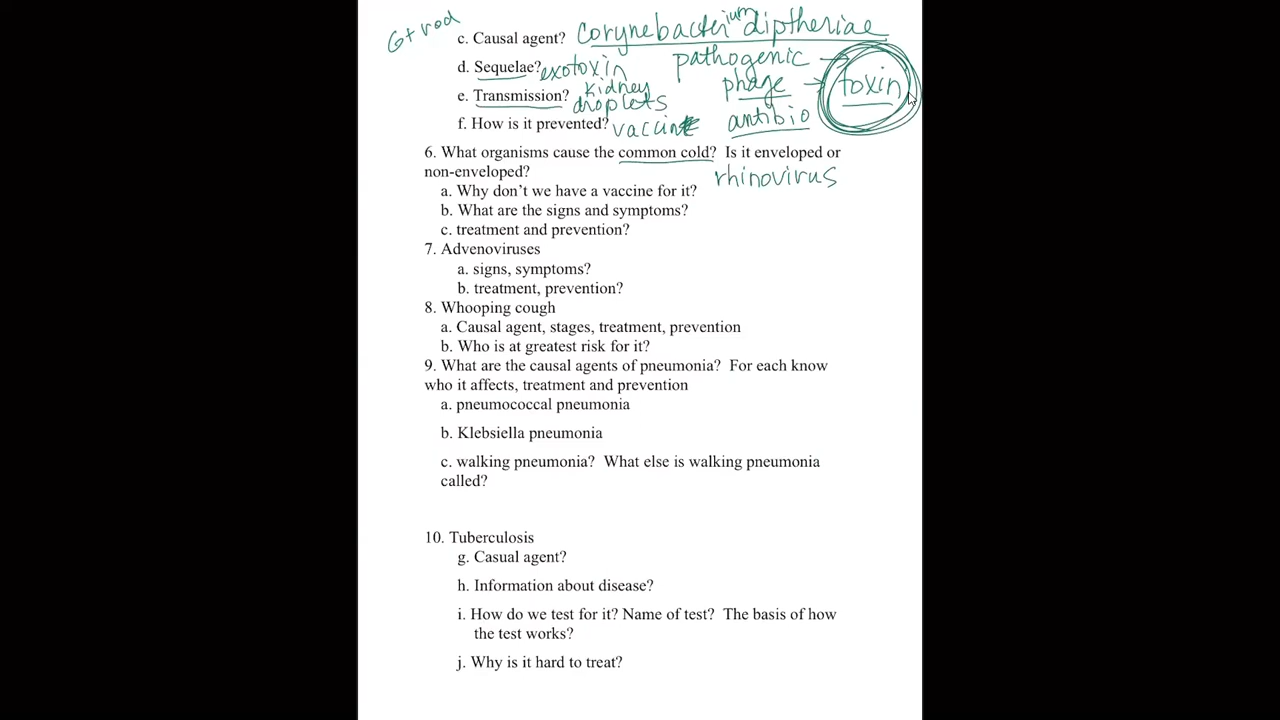 G+ rod
c. Causal agent? Corynebacterium diptheriae
d. Sequelae? exotoxin pathogenic
kidney phage → toxin
e. Transmission? droplets
f. How is it prevented? vaccine antibio
6. What organisms cause the common cold? Is it enveloped or
non-enveloped? rhinovirus
a. Why don't we have a vaccine for it?
b. What are the signs and symptoms?
c. treatment and prevention?
7. Advenoviruses
a. signs, symptoms?
b. treatment, prevention?
8. Whooping cough
a. Causal agent, stages, treatment, prevention
b. Who is at greatest risk for it?
9. What are the causal agents of pneumonia? For each know
who it affects, treatment and prevention
a. pneumococcal pneumonia
b. Klebsiella pneumonia
c. walking pneumonia? What else is walking pneumonia
called?
10. Tuberculosis
g. Casual agent?
h. Information about disease?
i. How do we test for it? Name of test? The basis of how
the test works?
j. Why is it hard to treat?